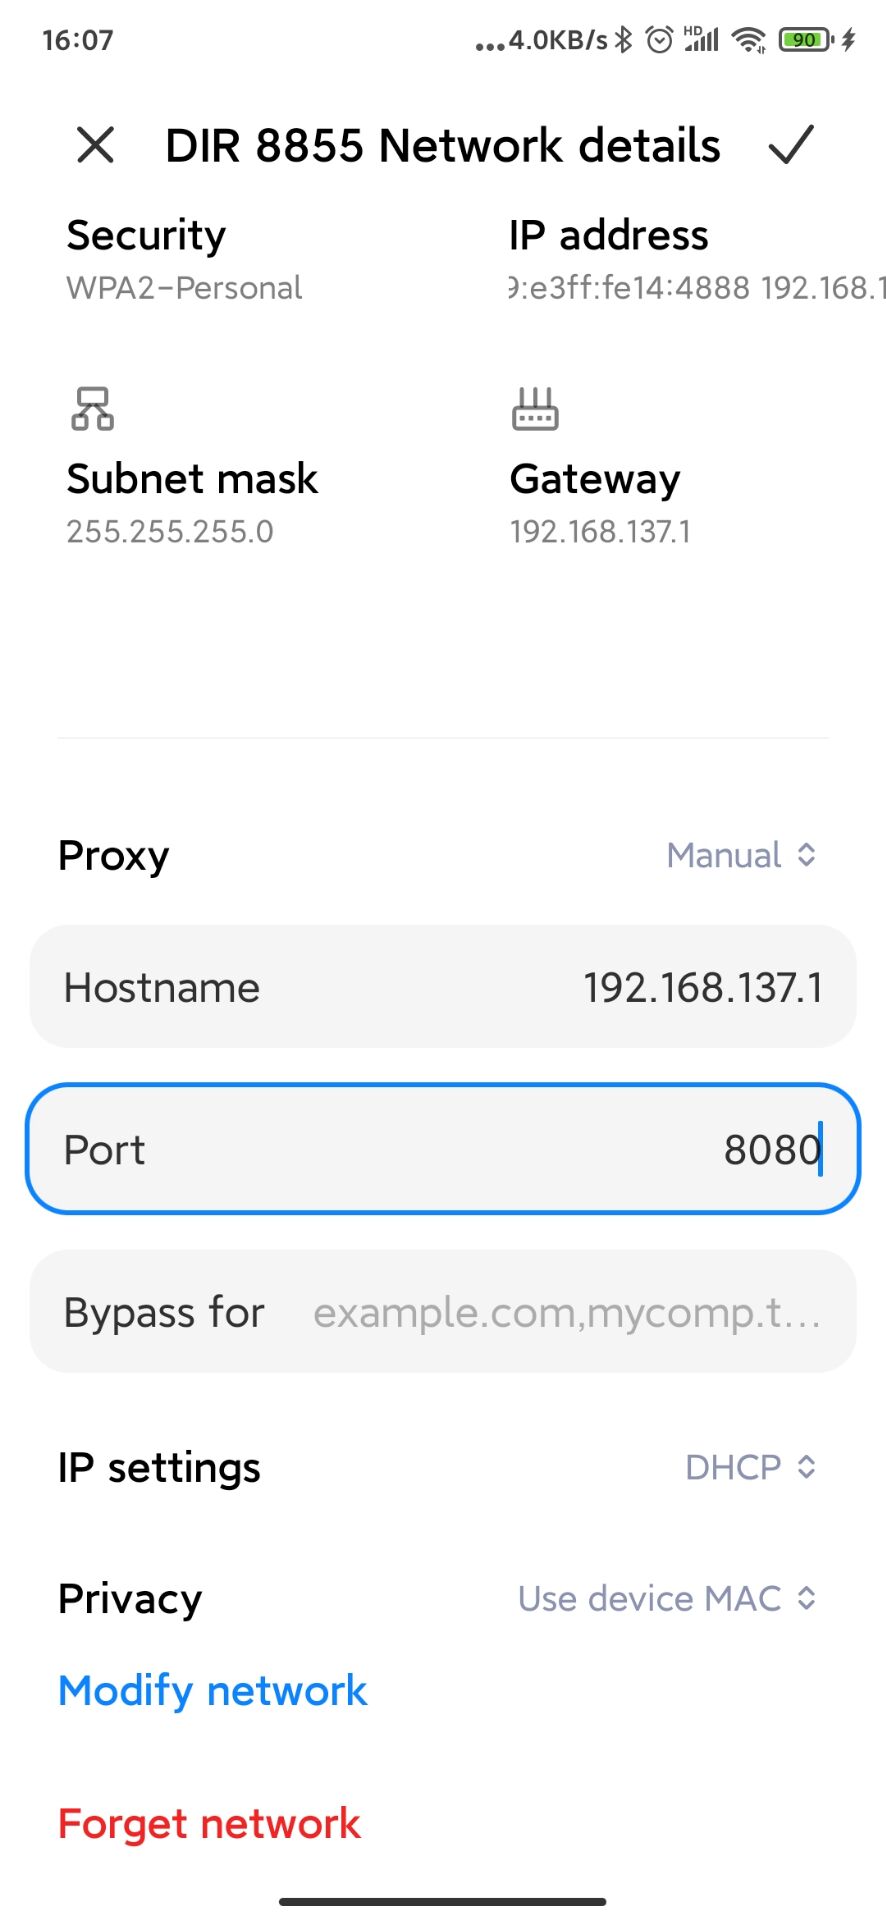 16:07 ...4.0KB/s HD 90
DIR 8855 Network details
Security IP address
WPA2-Personal 9:e3ff:fe14:4888 192.168.1
Subnet mask Gateway
255.255.255.0 192.168.137.1
Proxy Manual
Hostname 192.168.137.1
Port 8080
Bypass for example.com,mycomp.t...
IP settings DHCP
Privacy Use device MAC
Modify network
Forget network